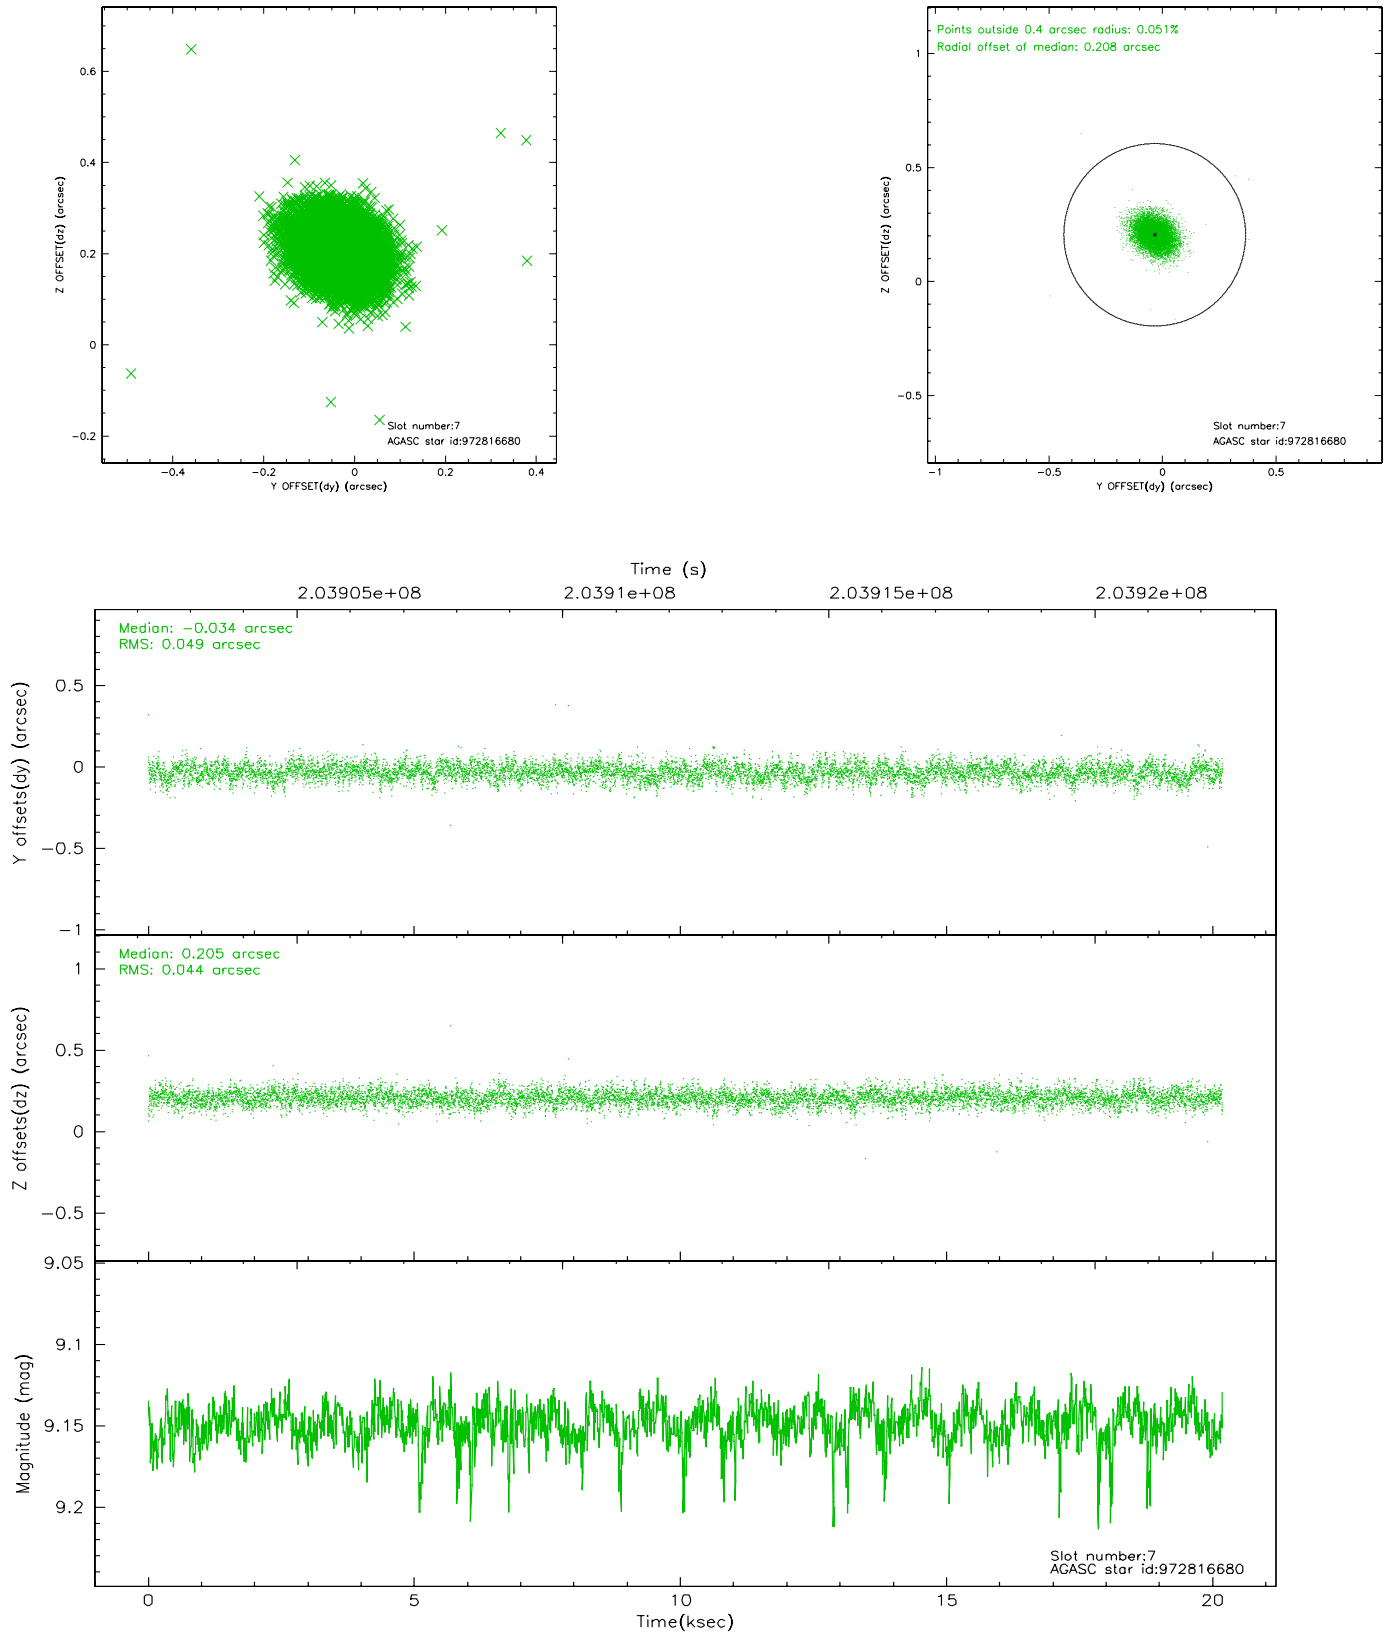 0.6
0.4
0.2
0
−0.2
−0.4
−0.2
0
0.2
0.4
Z OFFSET(dz) (arcsec)
Y OFFSET(dy) (arcsec)
Slot number:7
AGASC star id:972816680
Points outside 0.4 arcsec radius: 0.051%
Radial offset of median: 0.208 arcsec
1
0.5
0
−0.5
−1
−0.5
0
0.5
Z OFFSET(dz) (arcsec)
Y OFFSET(dy) (arcsec)
Slot number:7
AGASC star id:972816680
Time (s)
2.03905e+08
2.0391e+08
2.03915e+08
2.0392e+08
Median: −0.034 arcsec
RMS: 0.049 arcsec
0.5
0
−0.5
−1
Y offsets(dy) (arcsec)
Median: 0.205 arcsec
RMS: 0.044 arcsec
1
0.5
0
−0.5
Z offsets(dz) (arcsec)
9.05
9.1
9.15
9.2
Magnitude (mag)
Slot number:7
AGASC star id:972816680
0
5
10
15
20
Time(ksec)